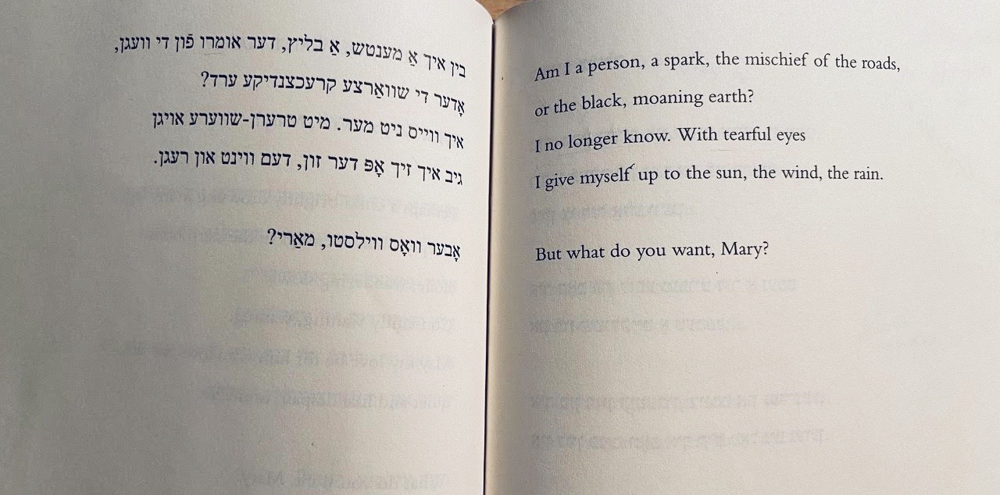 בין איך אַ מענטש, אַ בליץ, דער אומרו פֿון די וועגן,
אָדער די שוואַרצע קרעכצנדיקע ערד?
איך ווייס ניט מער. מיט טרערן-שווערע אויגן
גיב איך זיך אָפּ דער זון, דעם ווינט און רעגן.
אָבער וואָס ווילסטו, מאַרי?
Am I a person, a spark, the mischief of the roads,
or the black, moaning earth?
I no longer know. With tearful eyes
I give myself up to the sun, the wind, the rain.
But what do you want, Mary?